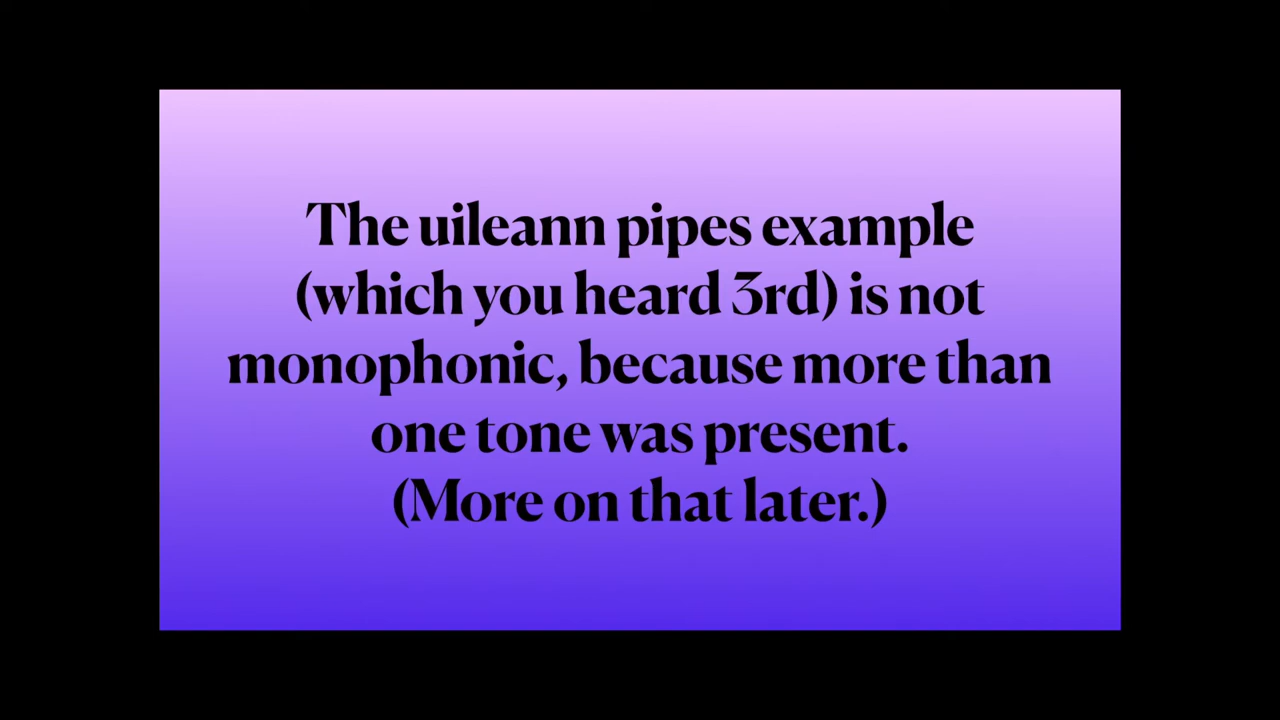 The uileann pipes example
(which you heard 3rd) is not
monophonic, because more than
one tone was present.
(More on that later.)